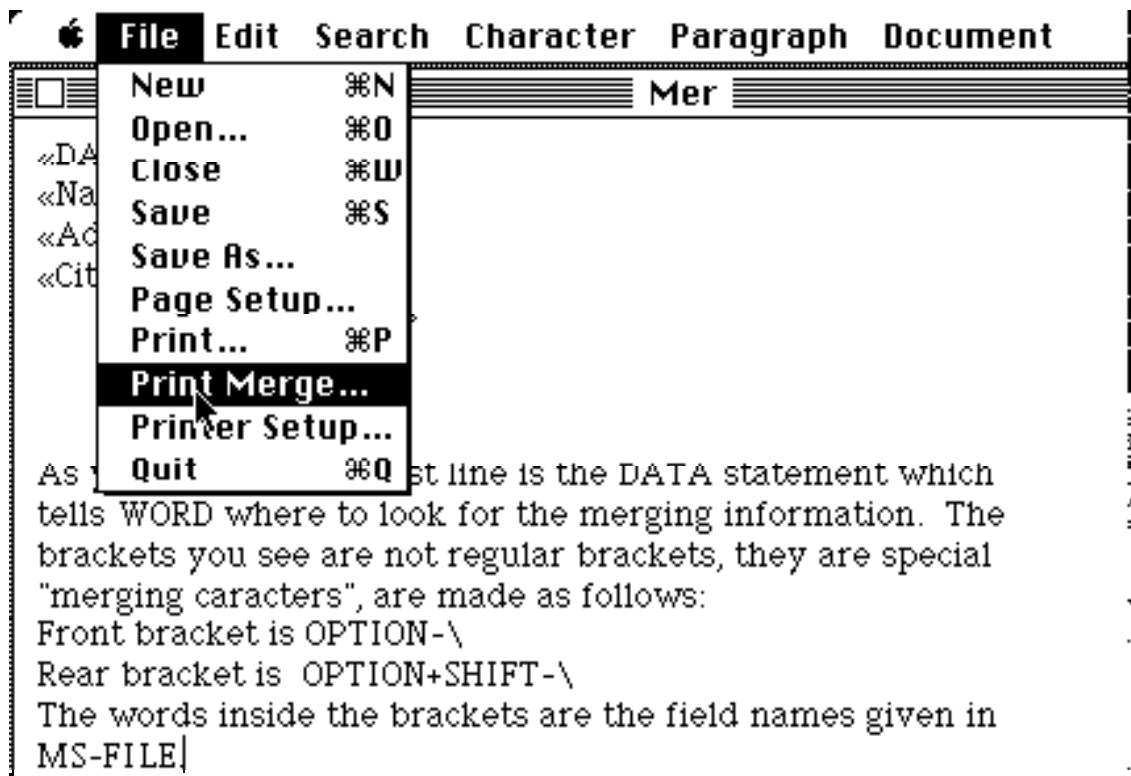 File Edit Search Character Paragraph Document
Mer
New ⌘N
Open... ⌘O
Close ⌘W
Save ⌘S
Save As...
Page Setup...
Print... ⌘P
Print Merge...
Printer Setup...
Quit ⌘Q
«DA
«Na
«Ad
«Cit
As st line is the DATA statement which
tells WORD where to look for the merging information. The
brackets you see are not regular brackets, they are special
"merging caracters", are made as follows:
Front bracket is OPTION-\
Rear bracket is OPTION+SHIFT-\
The words inside the brackets are the field names given in
MS-FILE.